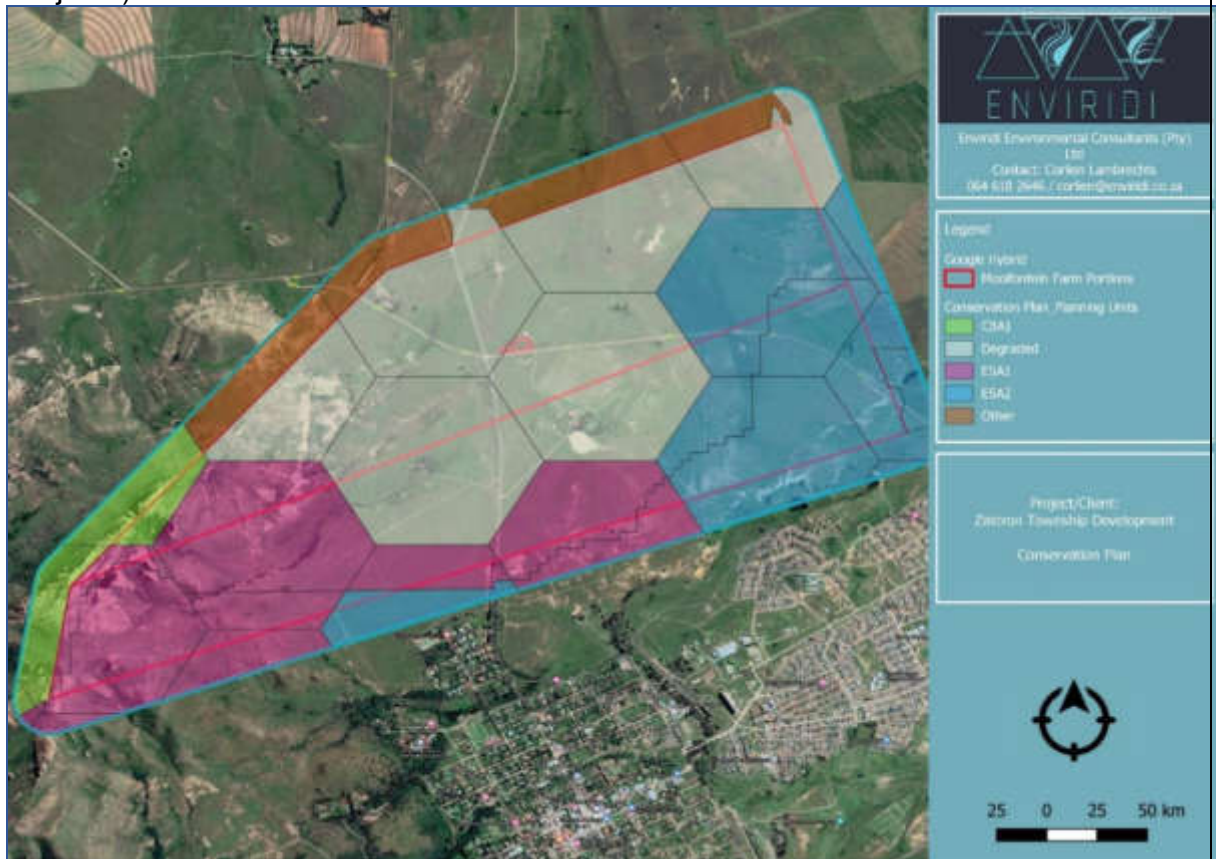 ENVIRIDI
Enviridi Environmental Consultants (Pty)
Ltd
Contact: Corlien Lambrechts
064 618 2646 / corlien@enviridi.co.za
Legend
Google Hybrid
Mooifontein Farm Portions
Conservation Plan_Planning Units
CBA1
Degraded
ESA1
ESA2
Other
Project/Client:
Zastron Township Development
Conservation Plan
25 0 25 50 km